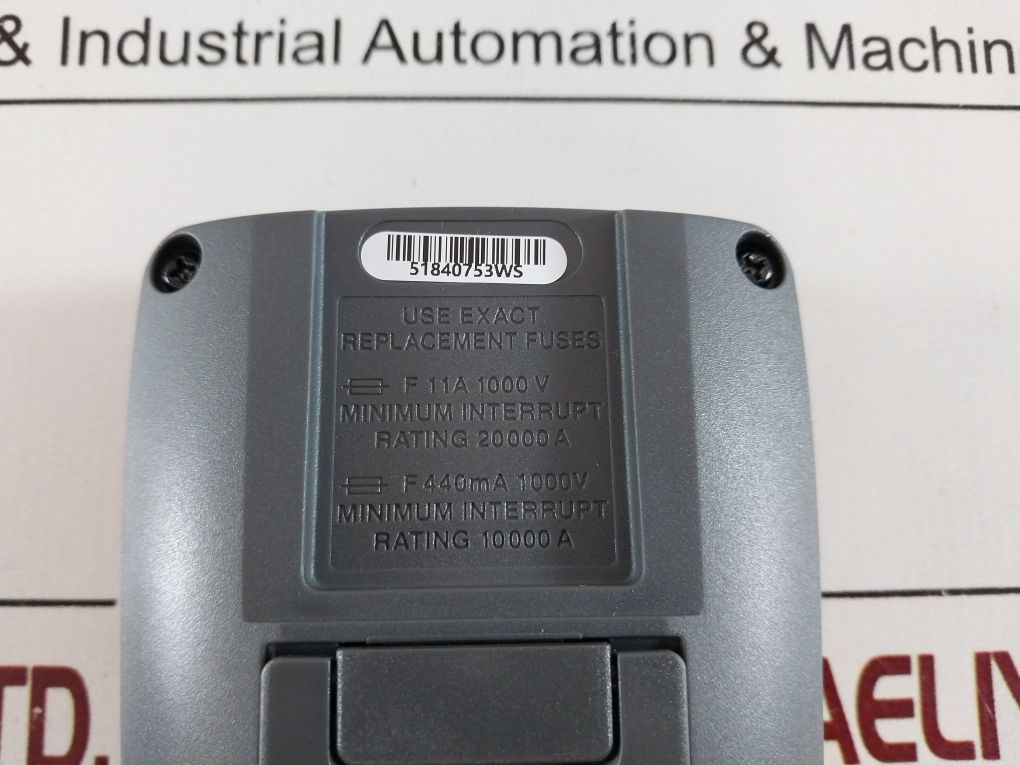 & Industrial Automation & Machin
51840753WS
USE EXACT
REPLACEMENT FUSES
F 11A 1000 V
MINIMUM INTERRUPT
RATING 20000 A
F 440mA 1000V
MINIMUM INTERRUPT
RATING 10000 A
TD. AELIY